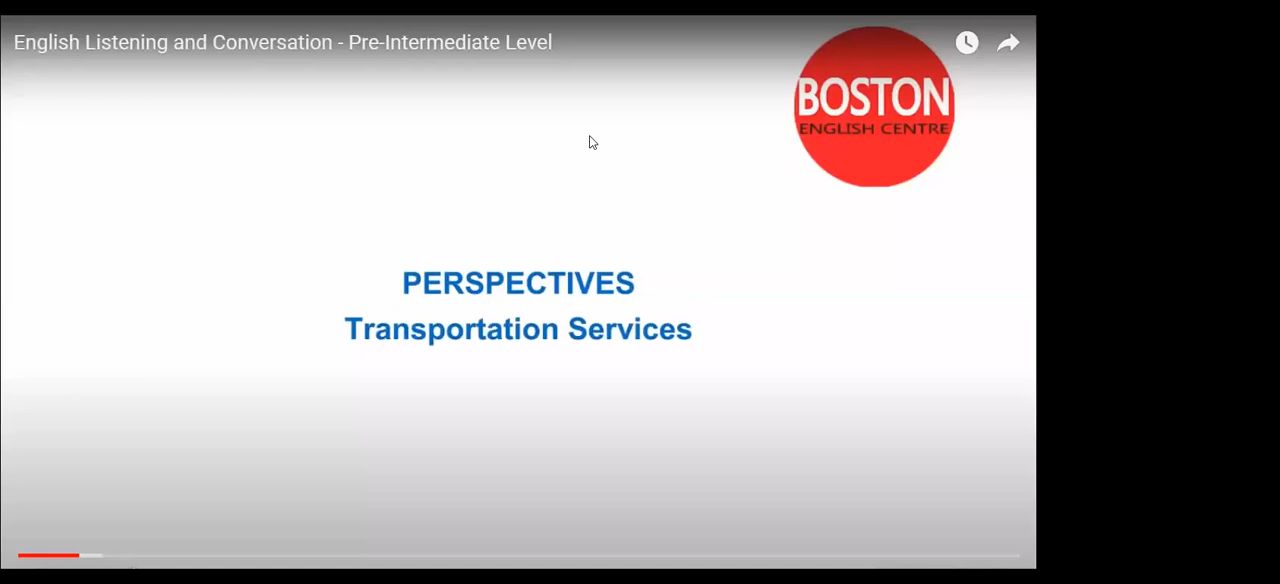 English Listening and Conversation - Pre-Intermediate Level
BOSTON
ENGLISH CENTRE
PERSPECTIVES
Transportation Services